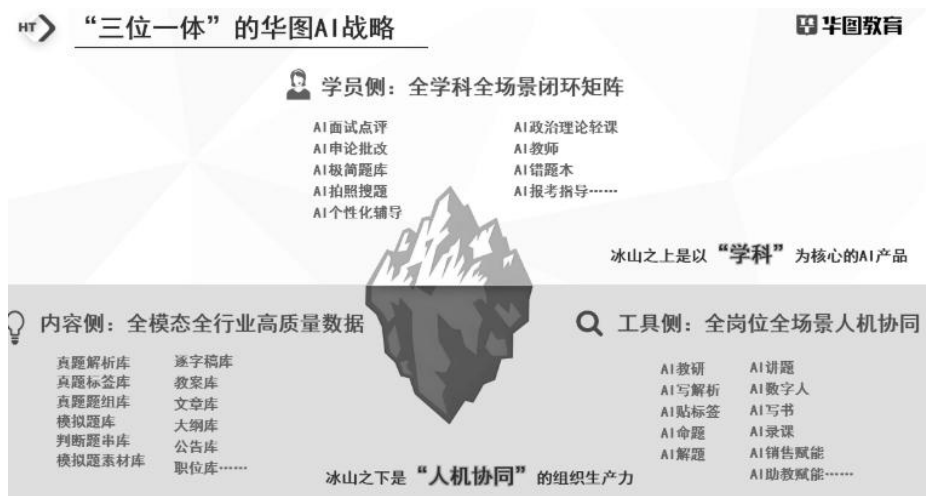 HT
“三位一体”的华图AI战略
华图教育
学员侧：全学科全场景闭环矩阵
AI面试点评
AI申论批改
AI极简题库
AI拍照搜题
AI个性化辅导
AI政治理论轻课
AI教师
AI错题本
AI报考指导……
冰山之上是以“学科”为核心的AI产品
内容侧：全模态全行业高质量数据
真题解析库
真题标签库
真题题组库
模拟题库
判断题串库
模拟题素材库
逐字稿库
教案库
文章库
大纲库
公告库
职位库……
工具侧：全岗位全场景人机协同
AI教研
AI写解析
AI贴标签
AI命题
AI解题
AI讲题
AI数字人
AI写书
AI录课
AI销售赋能
AI助教赋能……
冰山之下是“人机协同”的组织生产力